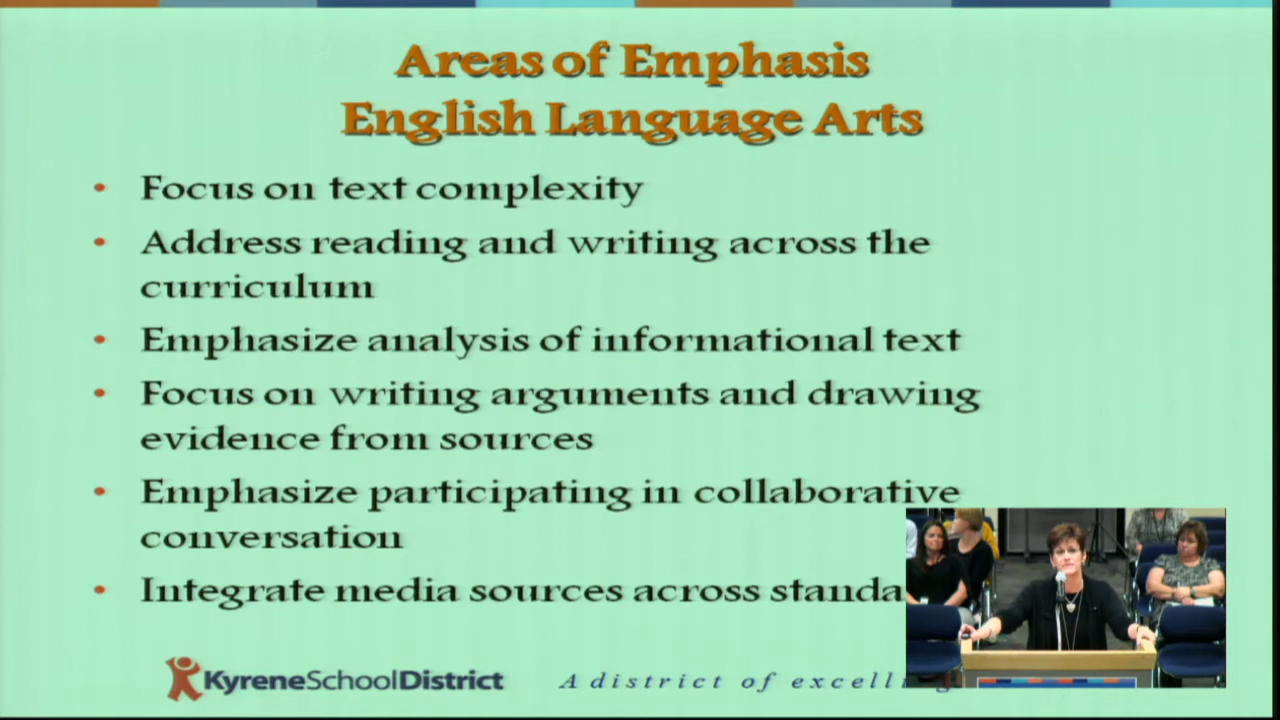 Areas of Emphasis
English Language Arts
• Focus on text complexity
• Address reading and writing across the
curriculum
• Emphasize analysis of informational text
• Focus on writing arguments and drawing
evidence from sources
• Emphasize participating in collaborative
conversation
• Integrate media sources across standa
KyreneSchoolDistrict
A district of excell